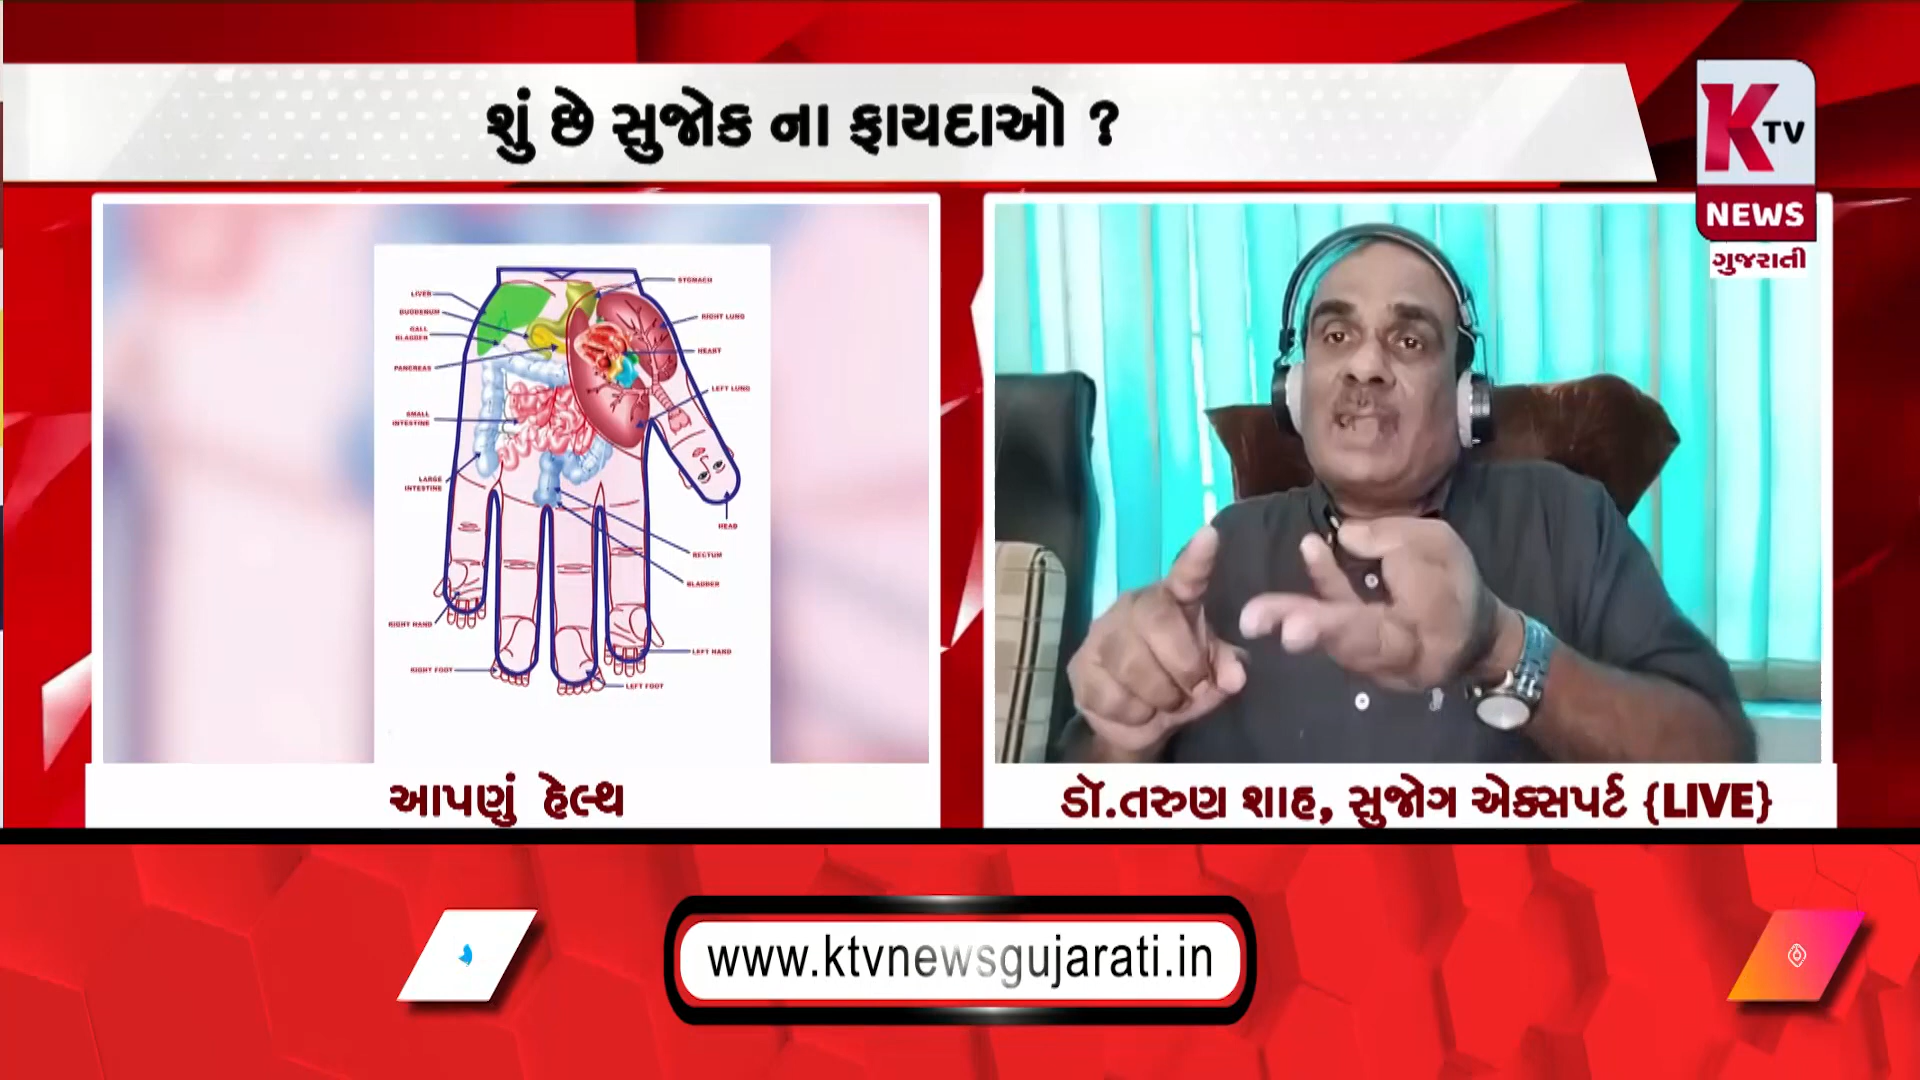 શું છે સુજોક ના ફાયદાઓ ?
K TV
NEWS
ગુજરાતી
STOMACH
LIVER
DUODENUM
RIGHT LUNG
GALL
BLADDER
HEART
PANCREAS
LEFT LUNG
SMALL
INTESTINE
LARGE
INTESTINE
HEAD
RECTUM
BLADDER
RIGHT HAND
LEFT HAND
RIGHT FOOT
LEFT FOOT
આપણું હેલ્થ
ડૉ.તરુણ શાહ, સુજોગ એક્સપર્ટ {LIVE}
www.ktvnewsgujarati.in